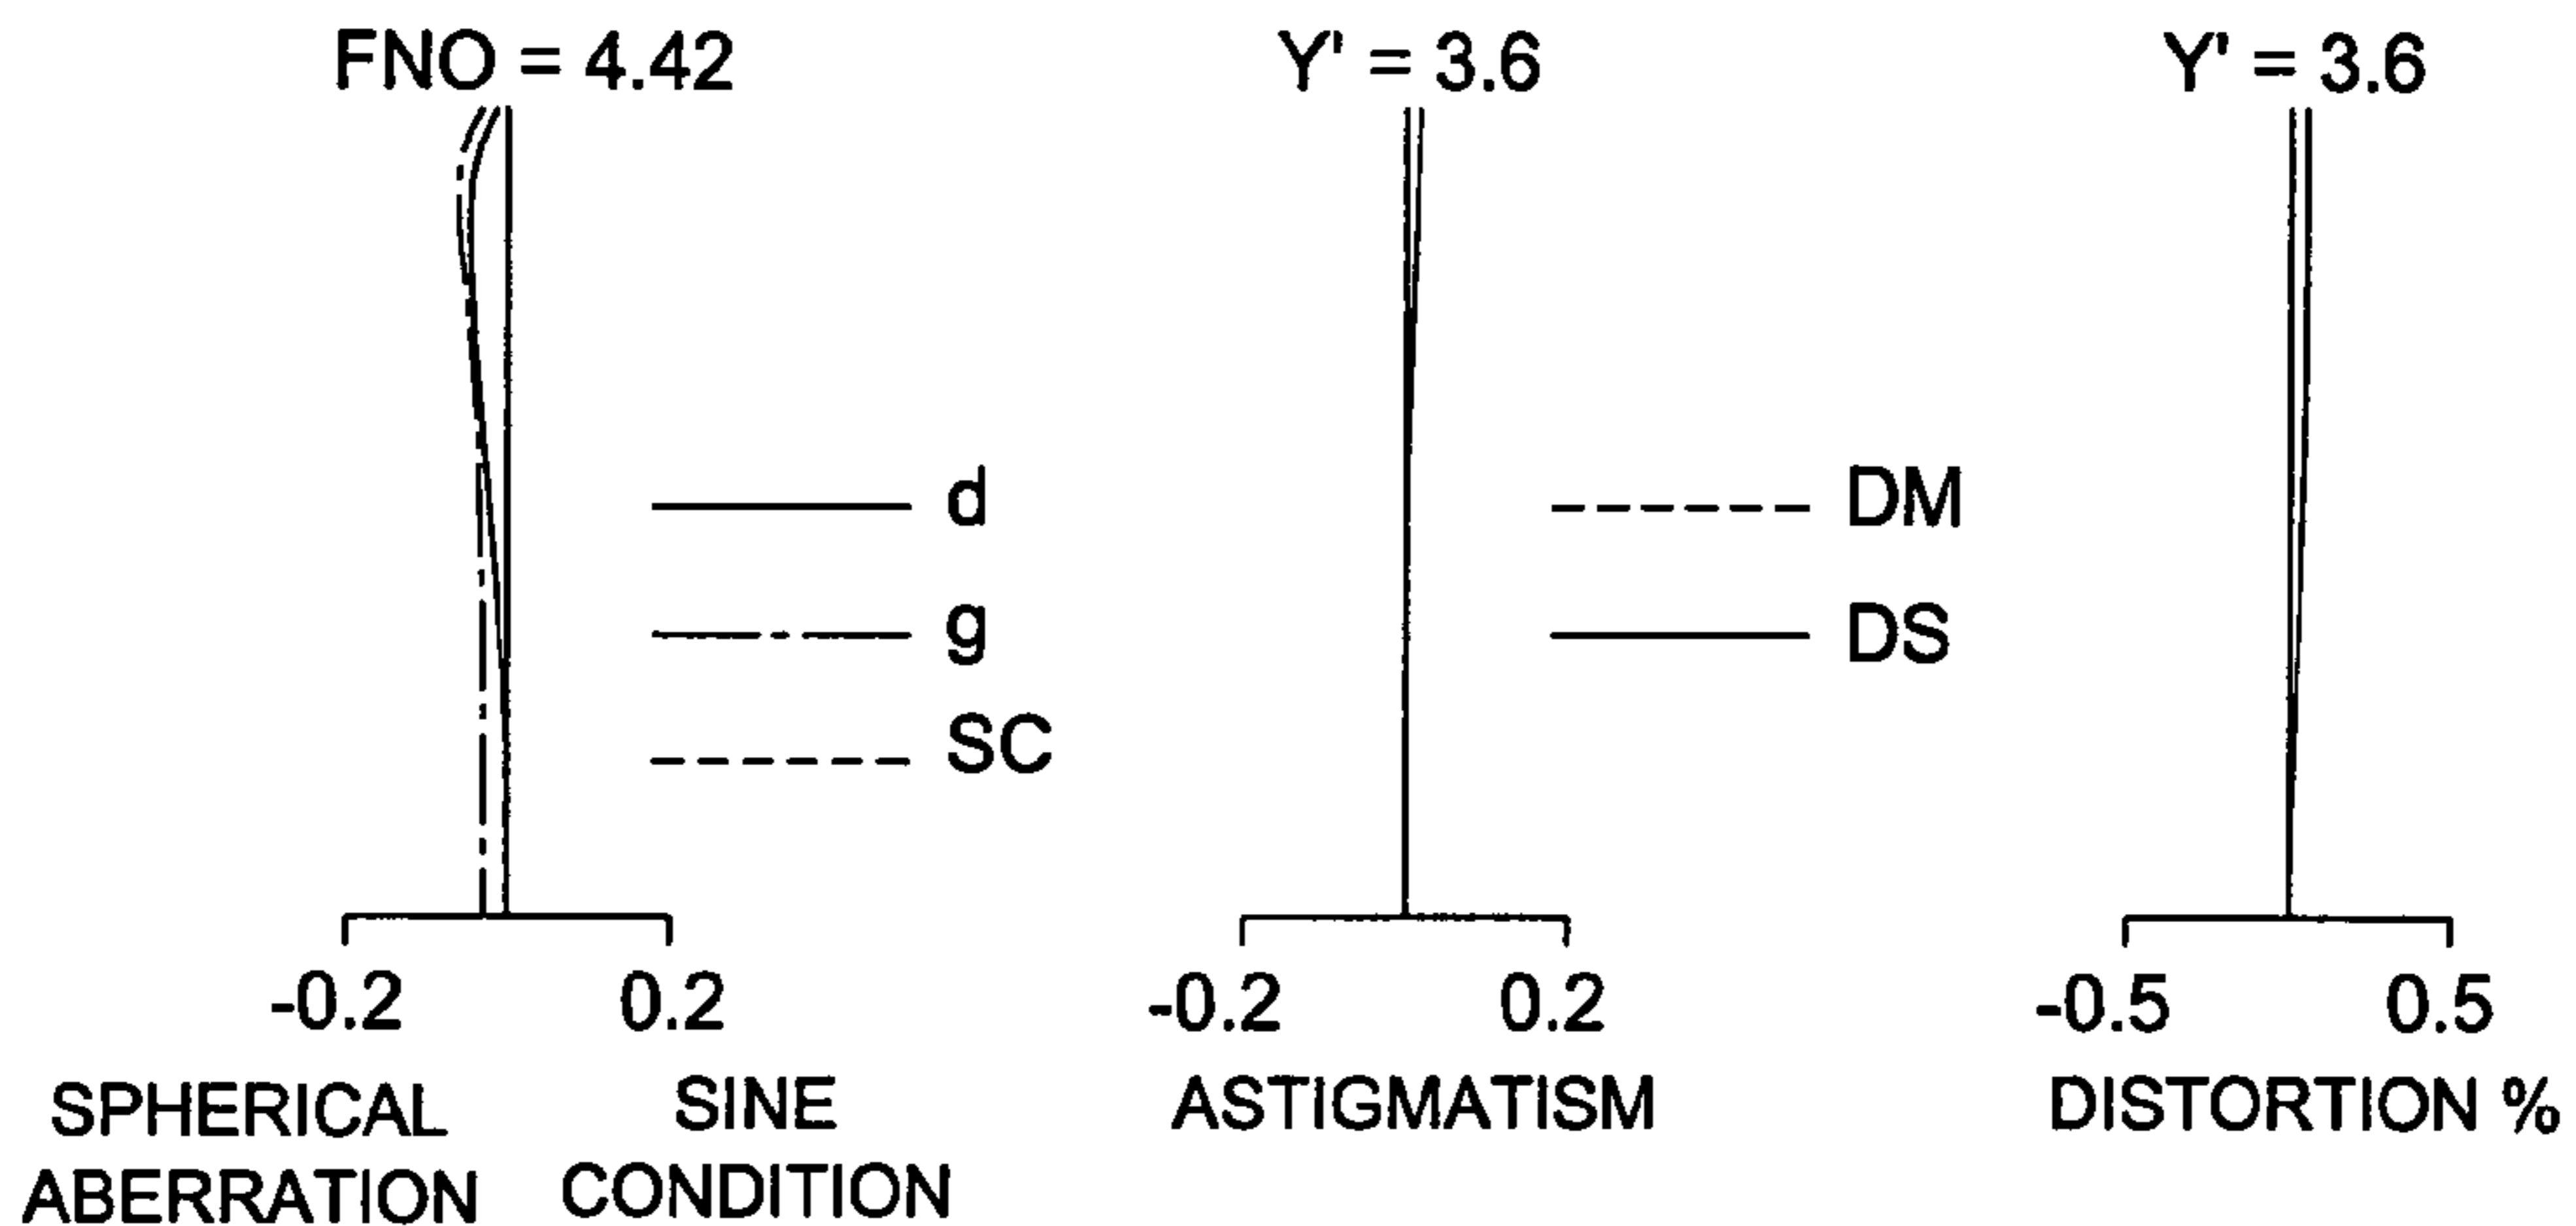 FNO = 4.42
d
g
SC
-0.2 0.2
SPHERICAL
ABERRATION
SINE
CONDITION
Y' = 3.6
DM
DS
-0.2 0.2
ASTIGMATISM
Y' = 3.6
-0.5 0.5
DISTORTION %